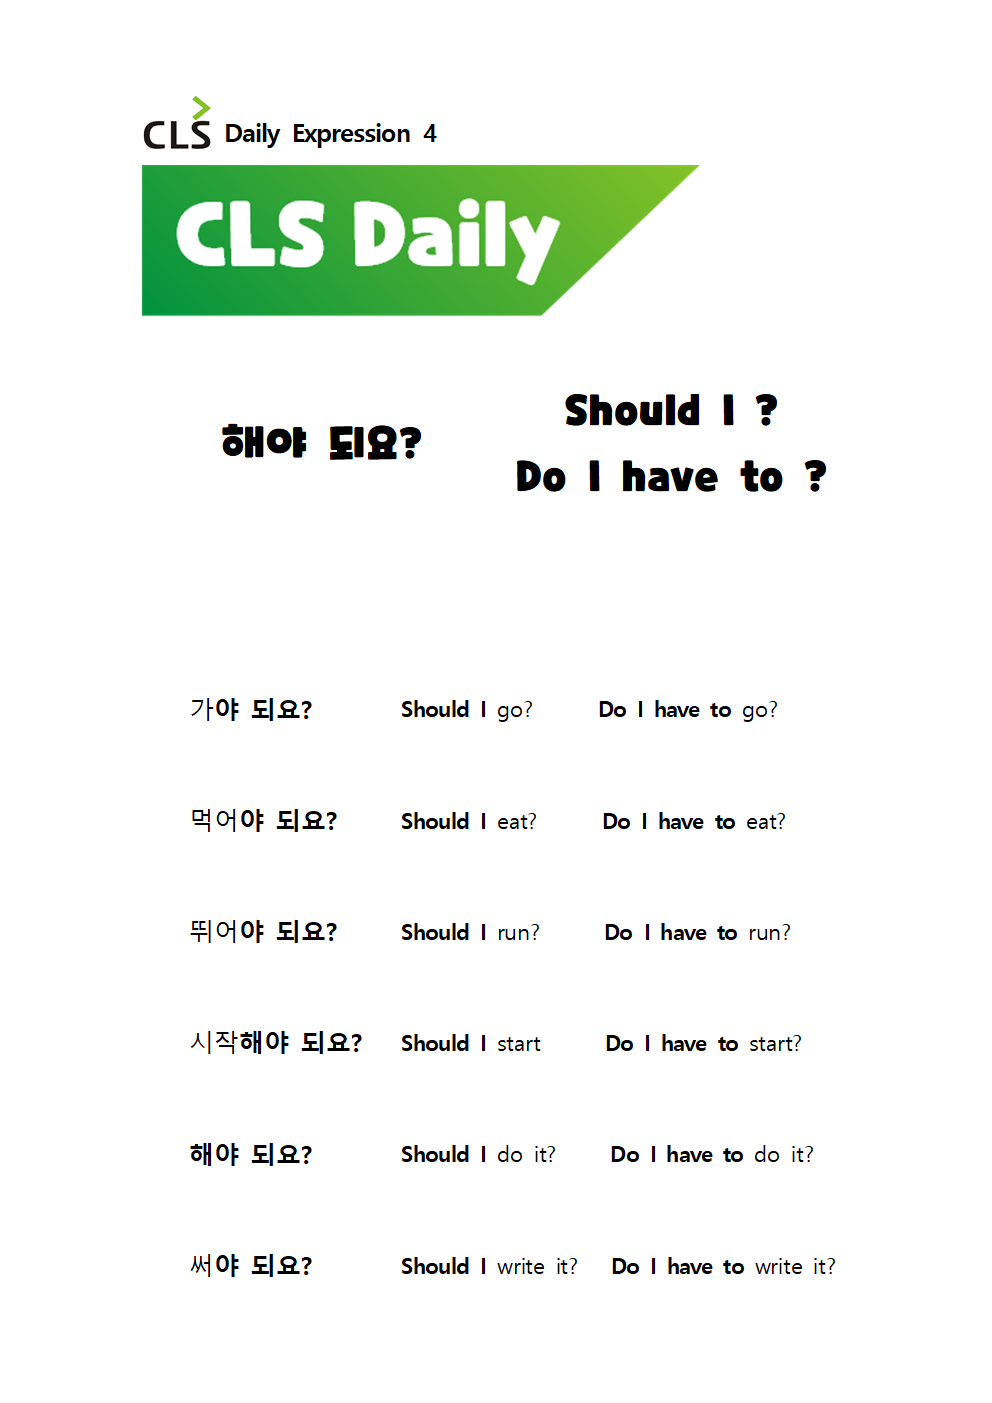 CLS Daily Expression 4
CLS Daily
해야 되요?
Should I ?
Do I have to ?
가야 되요? Should I go? Do I have to go?
먹어야 되요? Should I eat? Do I have to eat?
뛰어야 되요? Should I run? Do I have to run?
시작해야 되요? Should I start Do I have to start?
해야 되요? Should I do it? Do I have to do it?
써야 되요? Should I write it? Do I have to write it?